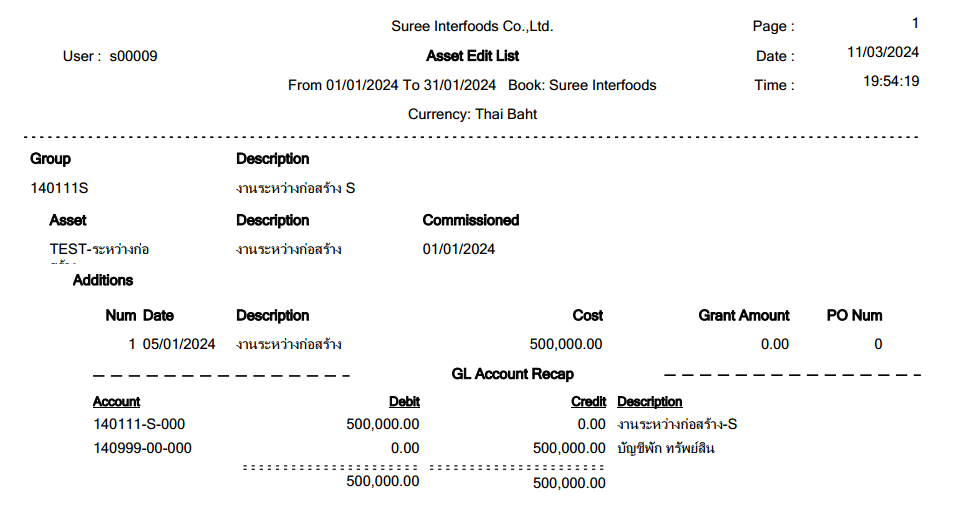 Suree Interfoods Co.,Ltd. Page : 1
User : s00009 Asset Edit List Date : 11/03/2024
From 01/01/2024 To 31/01/2024 Book: Suree Interfoods Time : 19:54:19
Currency: Thai Baht
Group Description
140111S งานระหว่างก่อสร้าง S
Asset Description Commissioned
TEST-ระหว่างก่อ งานระหว่างก่อสร้าง 01/01/2024
Additions
Num Date Description Cost Grant Amount PO Num
1 05/01/2024 งานระหว่างก่อสร้าง 500,000.00 0.00 0
GL Account Recap
Account Debit Credit Description
140111-S-000 500,000.00 0.00 งานระหว่างก่อสร้าง-S
140999-00-000 0.00 500,000.00 บัญชีพัก ทรัพย์สิน
500,000.00 500,000.00